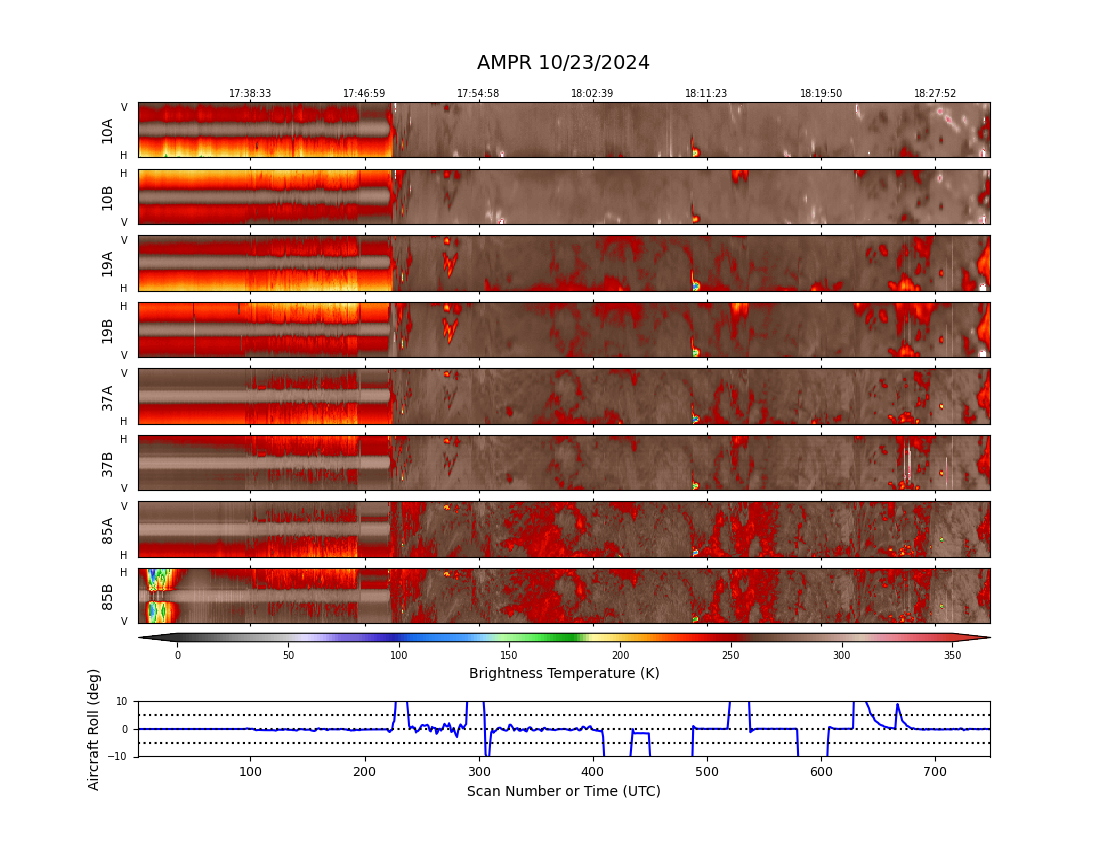 AMPR 10/23/2024
17:38:33 17:46:59 17:54:58 18:02:39 18:11:23 18:19:50 18:27:52
V
10A
H
H
10B
V
V
19A
H
H
19B
V
V
37A
H
H
37B
V
V
85A
H
H
85B
V
0 50 100 150 200 250 300 350
Brightness Temperature (K)
10
0
−10
Aircraft Roll (deg)
100 200 300 400 500 600 700
Scan Number or Time (UTC)